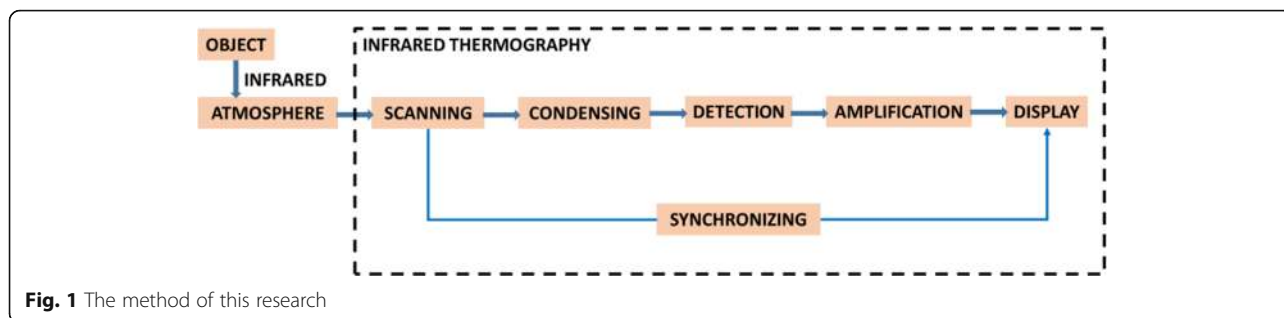 OBJECT
INFRARED THERMOGRAPHY
INFRARED
ATMOSPHERE
SCANNING
CONDENSING
DETECTION
AMPLIFICATION
DISPLAY
SYNCHRONIZING
Fig. 1 The method of this research